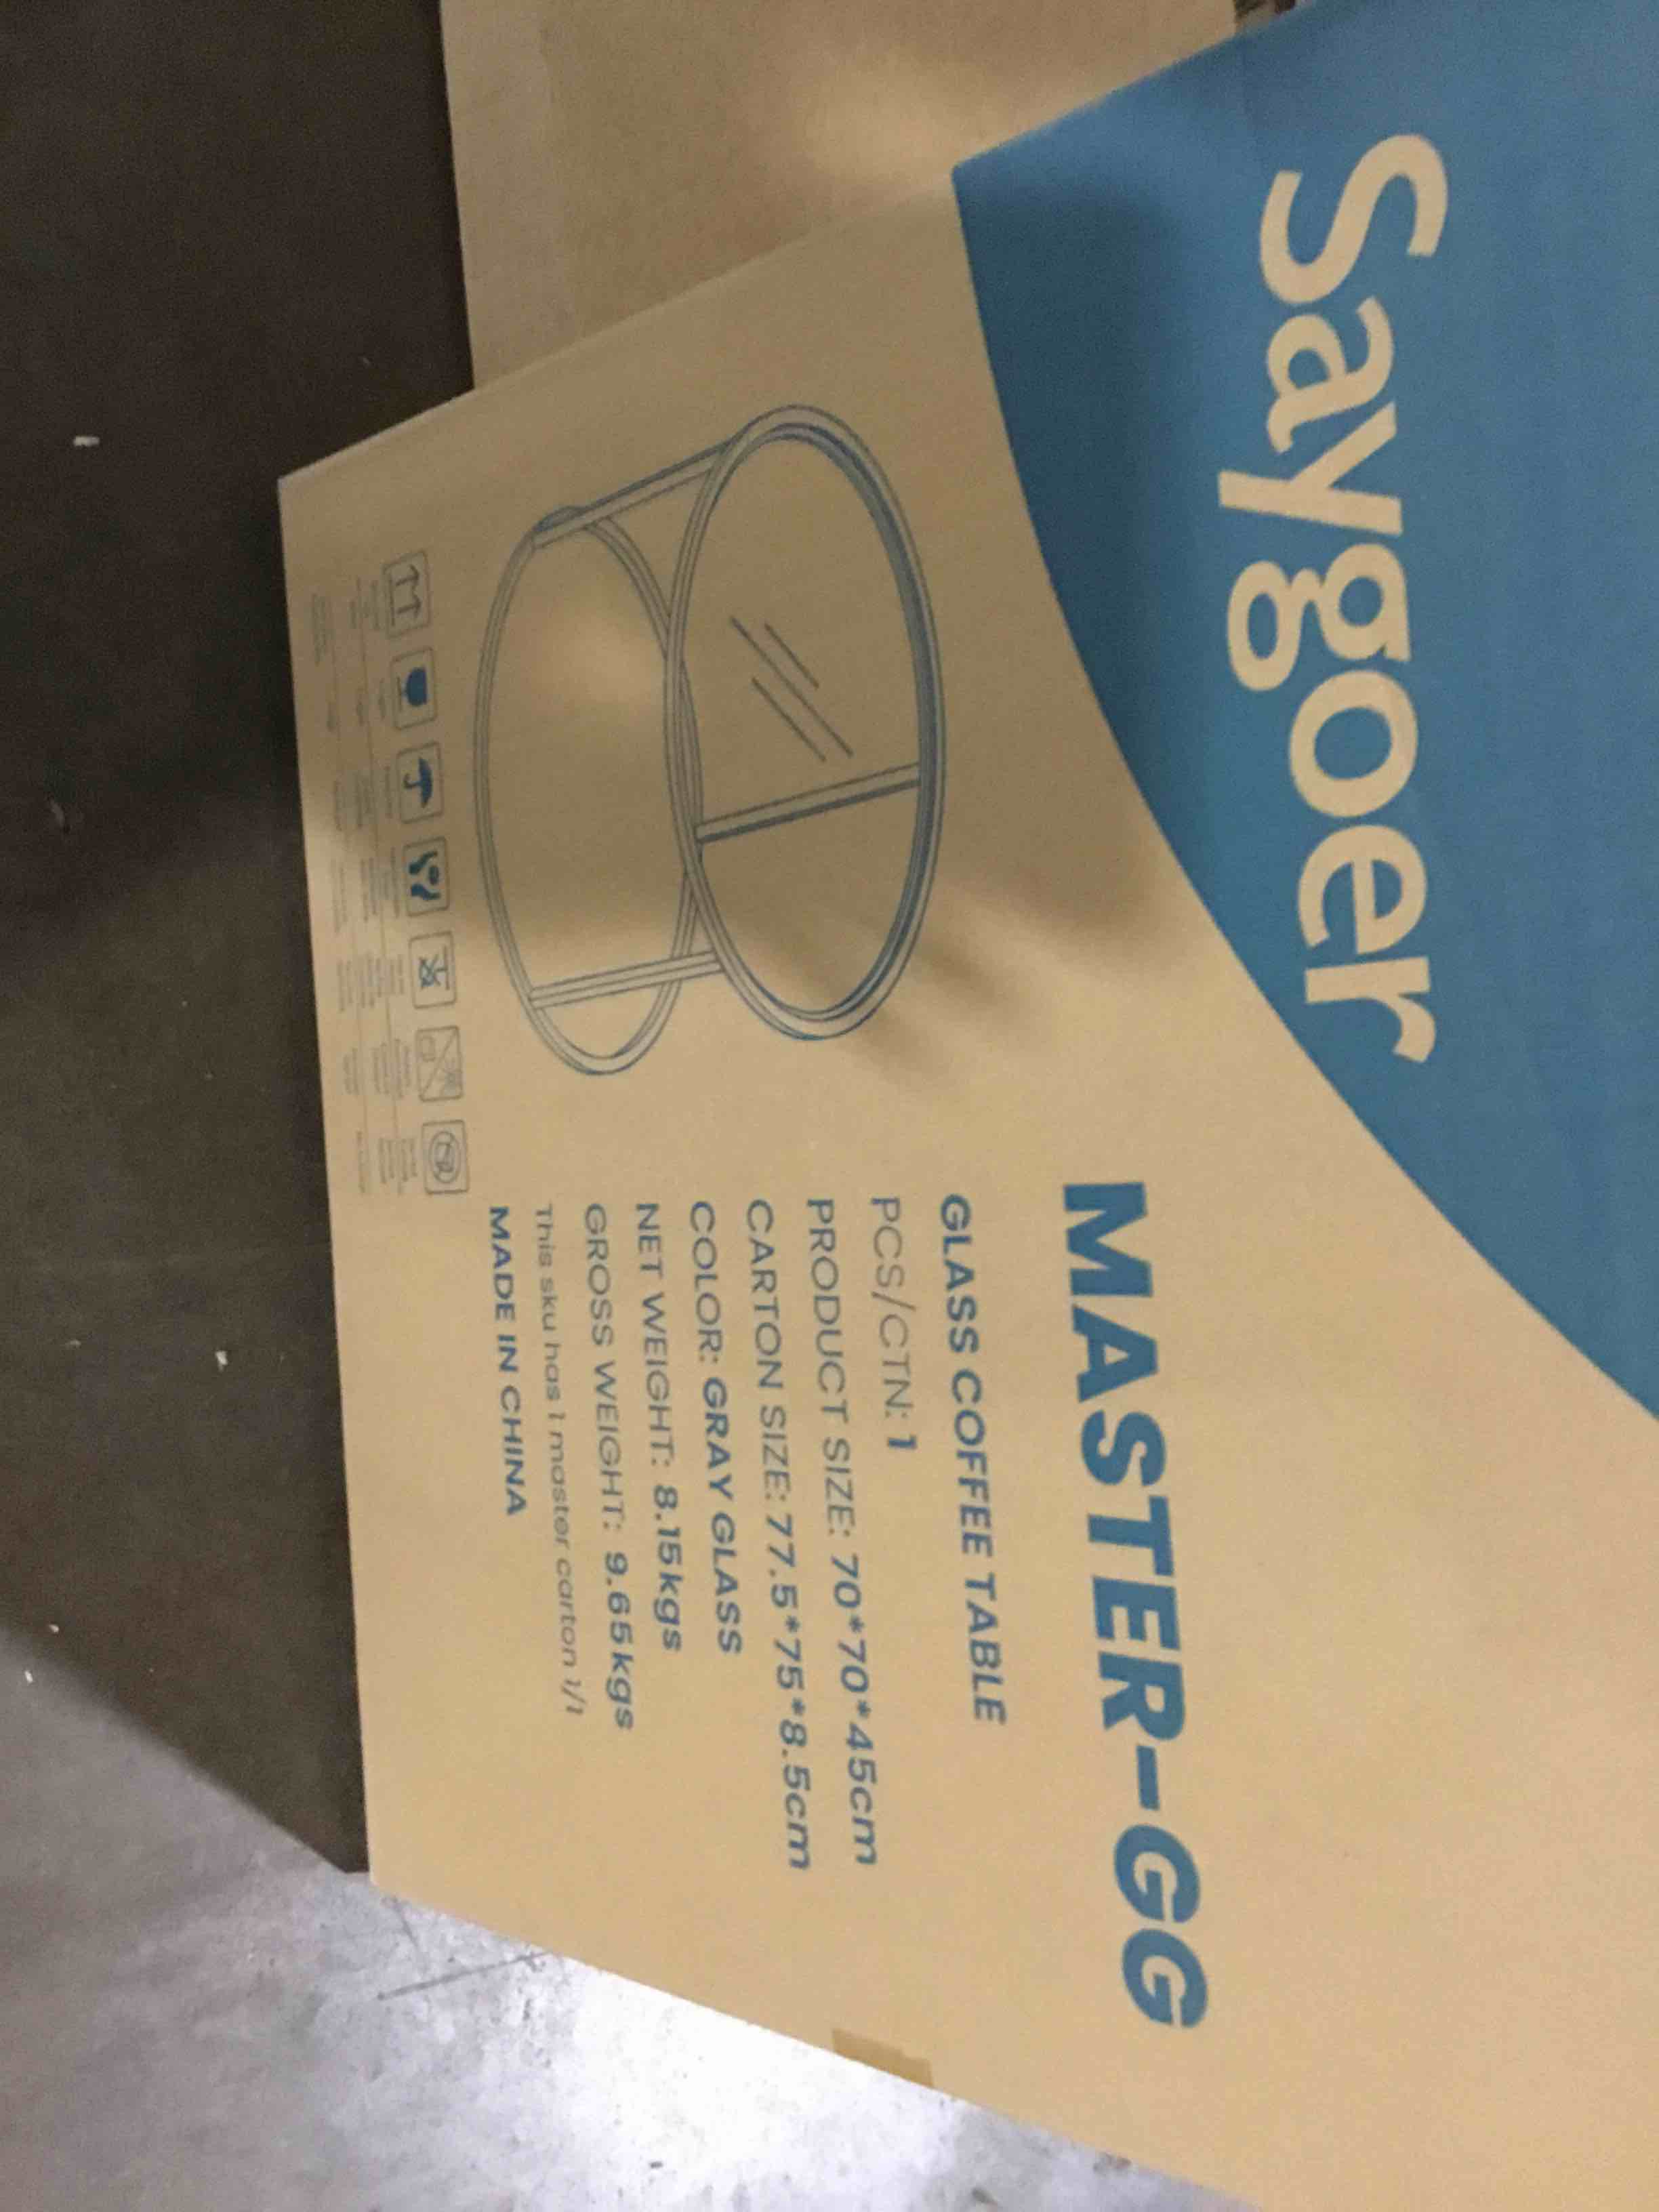 Saygoer
MASTER-GG
GLASS COFFEE TABLE
PCS/CTN: 1
PRODUCT SIZE: 70*70*45cm
CARTON SIZE: 77.5*75*8.5cm
COLOR: GRAY GLASS
NET WEIGHT: 8.15kgs
GROSS WEIGHT: 9.65kgs
This sku has 1 master carton 1/1
MADE IN CHINA